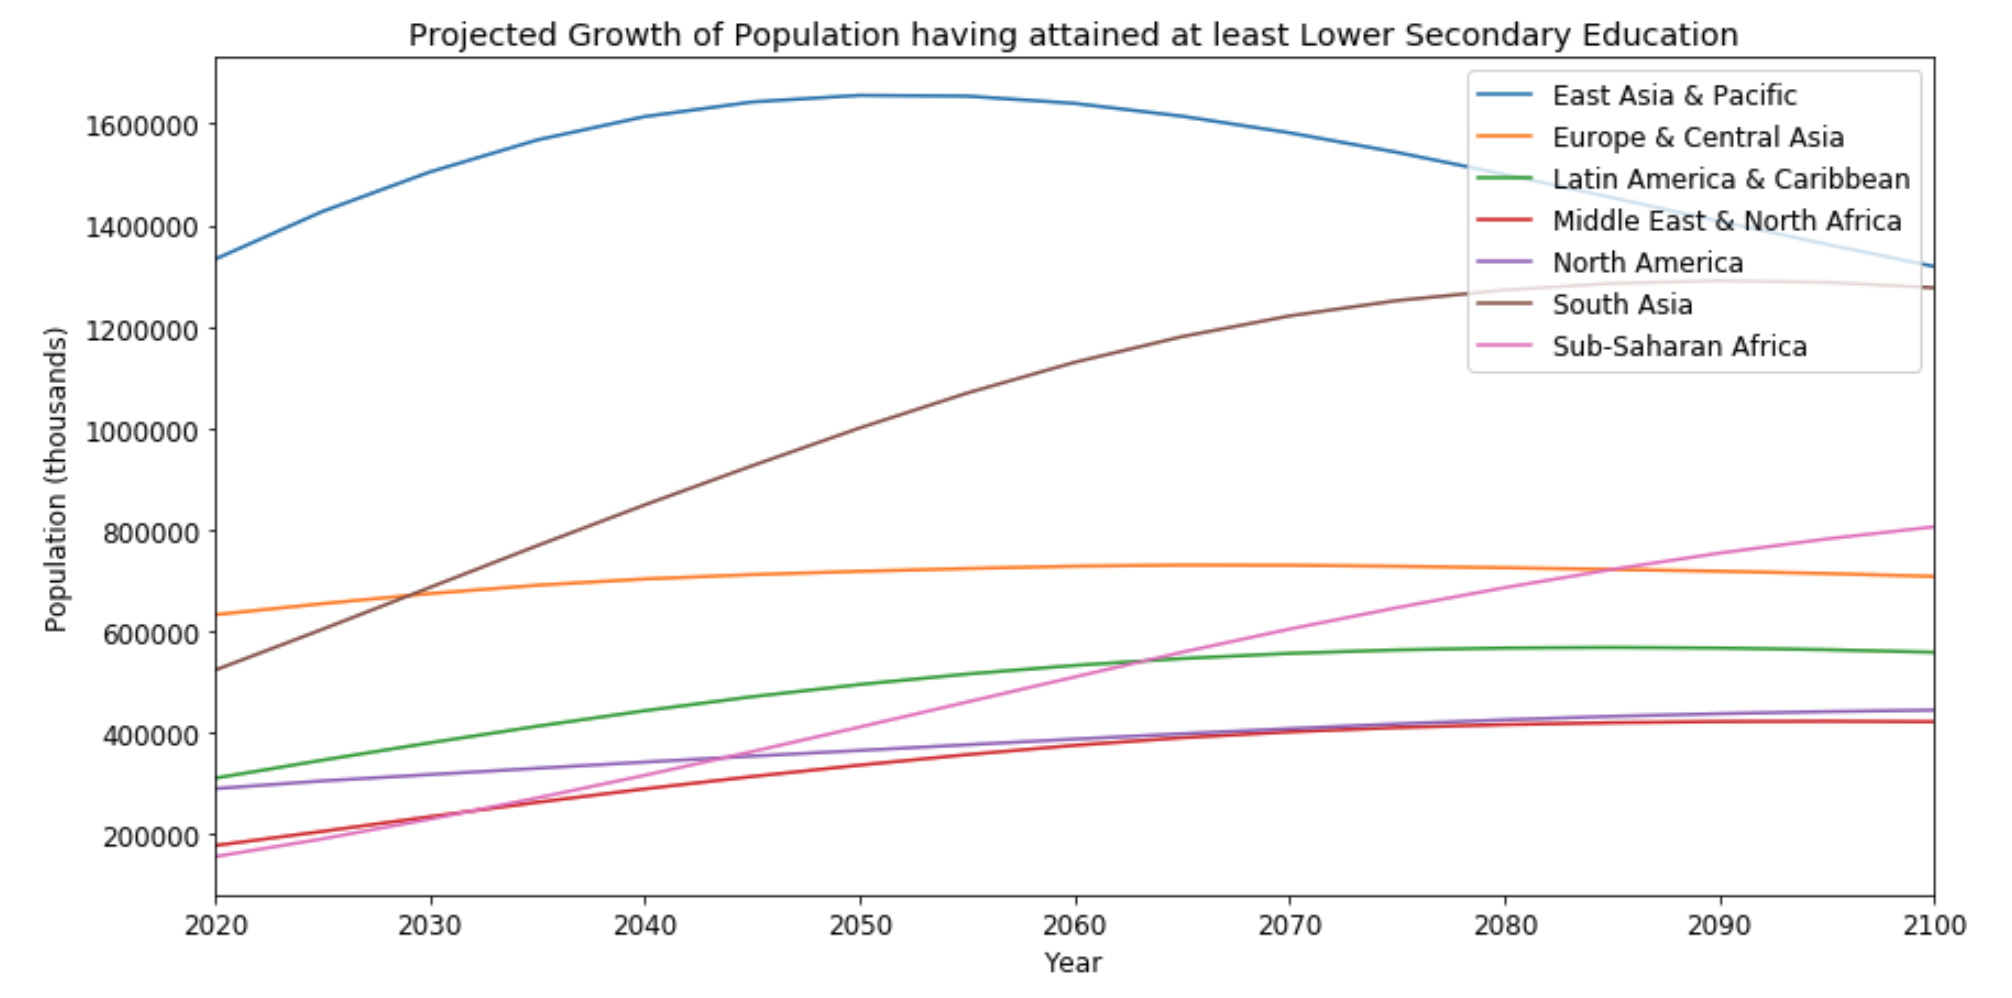 Projected Growth of Population having attained at least Lower Secondary Education
East Asia & Pacific
Europe & Central Asia
Latin America & Caribbean
Middle East & North Africa
North America
South Asia
Sub-Saharan Africa
Population (thousands)
1600000
1400000
1200000
1000000
800000
600000
400000
200000
2020 2030 2040 2050 2060 2070 2080 2090 2100
Year